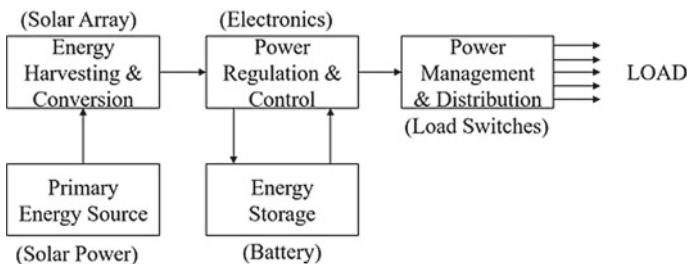 (Solar Array)
Energy
Harvesting &
Conversion
(Electronics)
Power
Regulation &
Control
Power
Management
& Distribution
(Load Switches)
LOAD
Primary
Energy Source
(Solar Power)
Energy
Storage
(Battery)